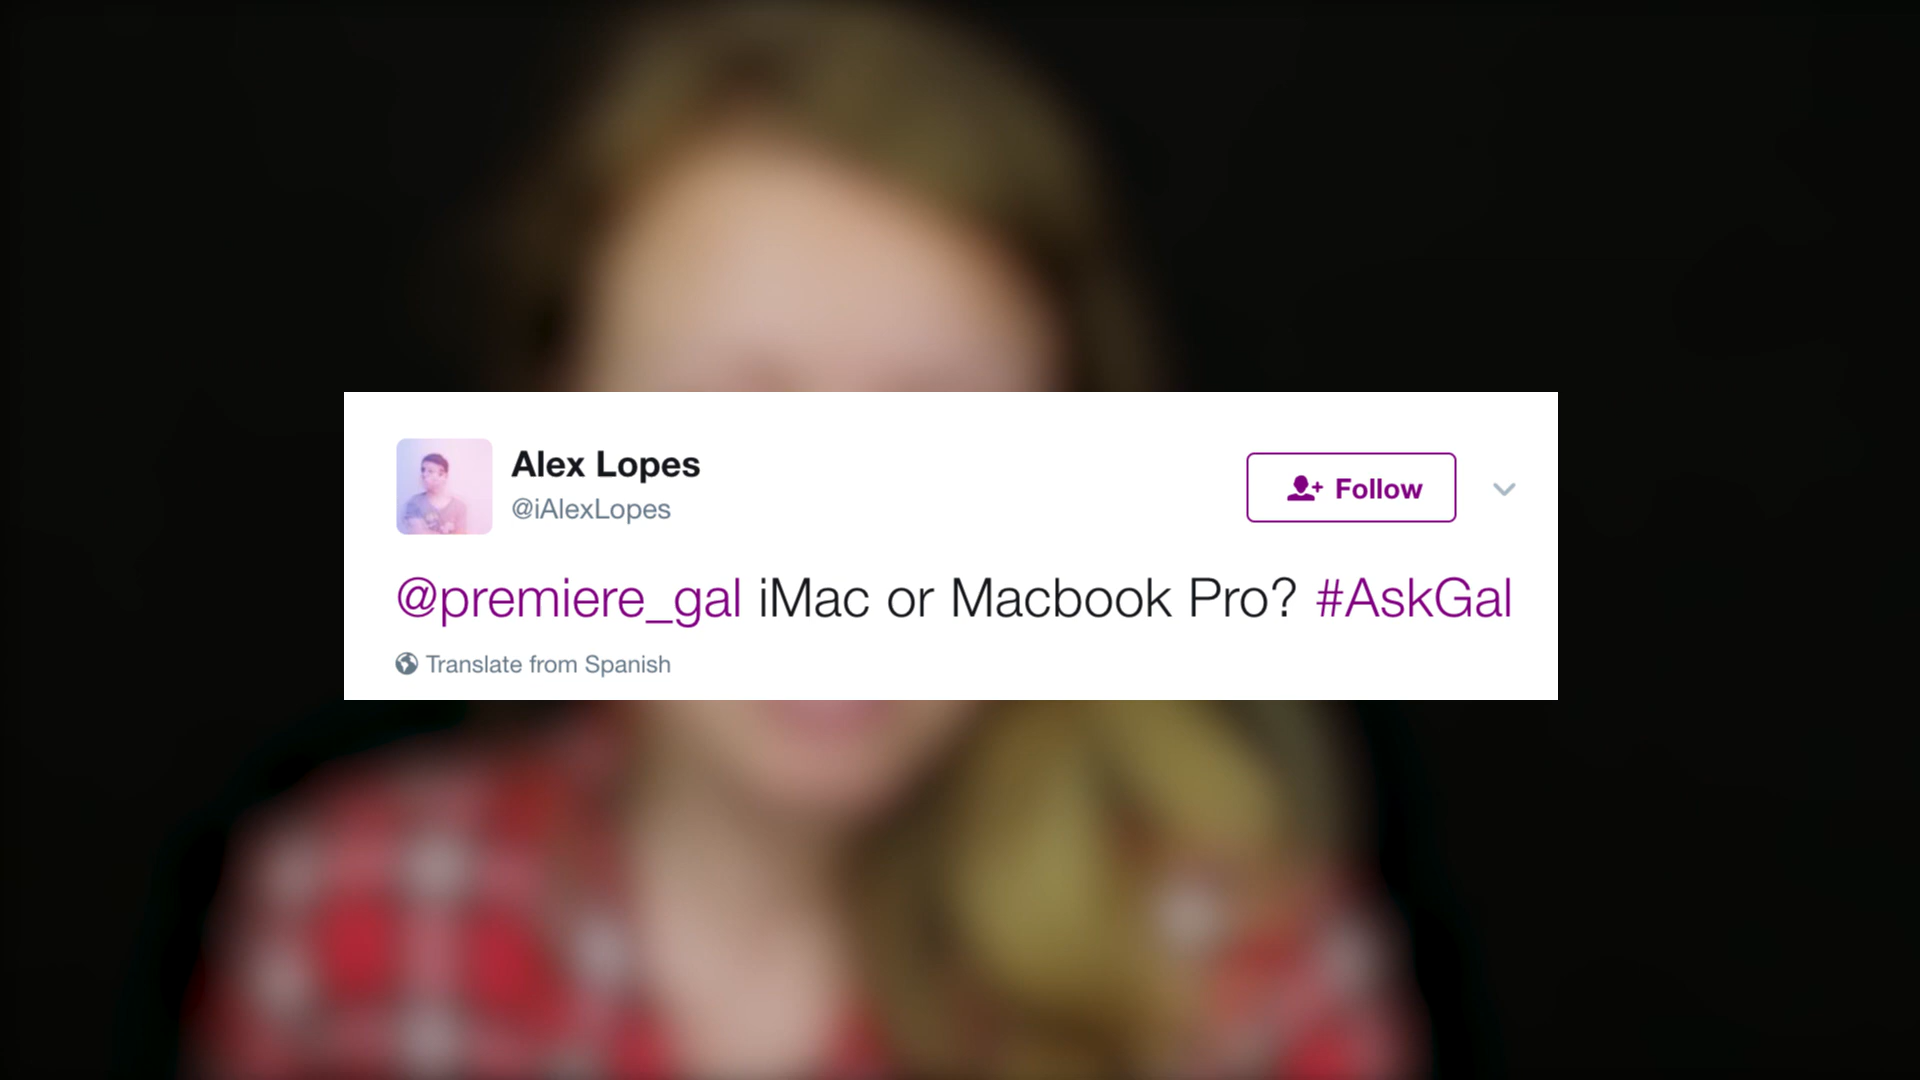 Alex Lopes
@iAlexLopes
Follow
@premiere_gal iMac or Macbook Pro? #AskGal
Translate from Spanish